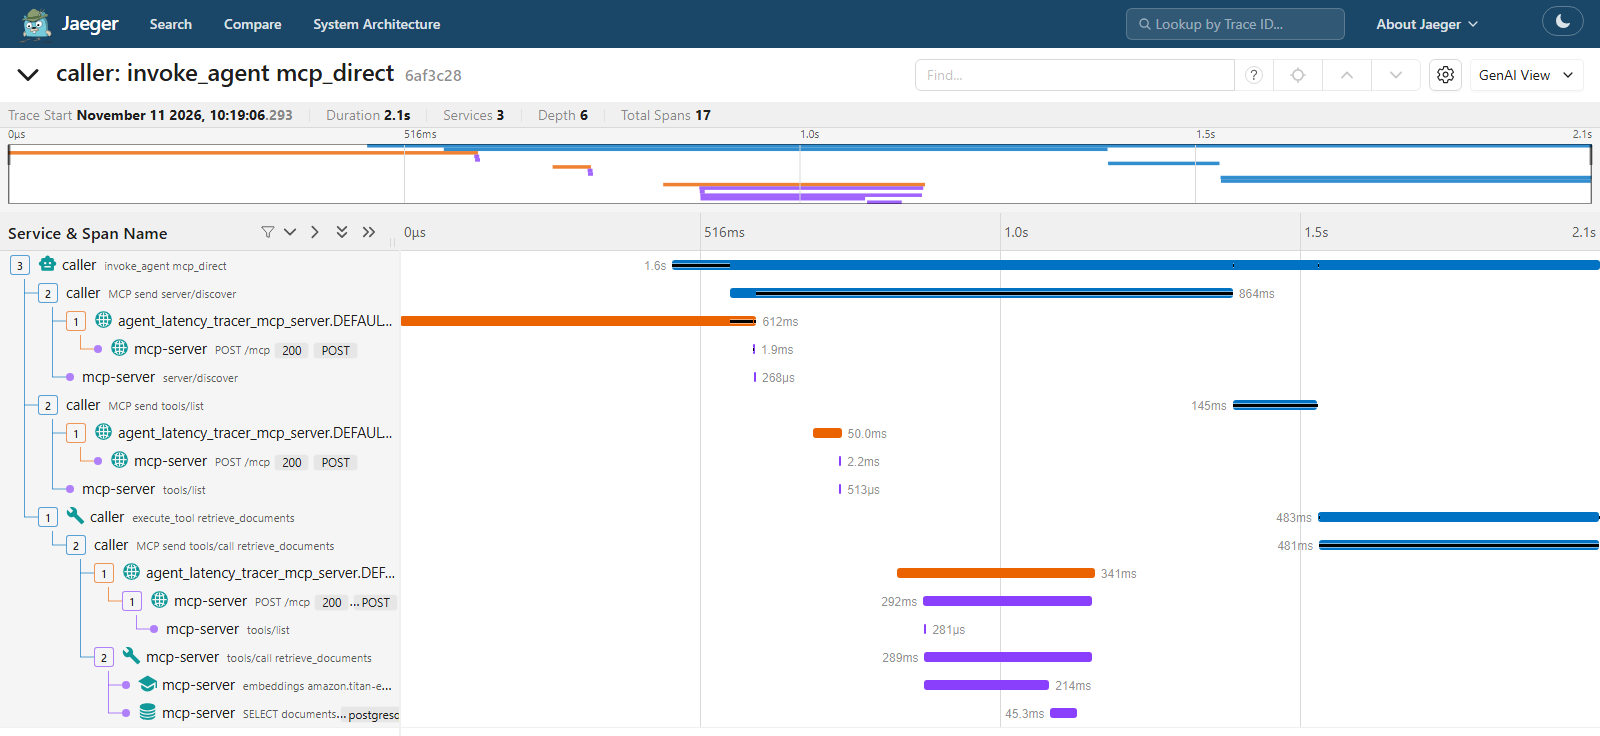 Jaeger Search Compare System Architecture Lookup by Trace ID... About Jaeger
caller: invoke_agent mcp_direct 6af3c28 Find... ? GenAI View
Trace Start November 11 2026, 10:19:06.293 Duration 2.1s Services 3 Depth 6 Total Spans 17
0μs 516ms 1.0s 1.5s 2.1s
Service & Span Name 0μs 516ms 1.0s 1.5s 2.1s
3 caller invoke_agent mcp_direct 1.6s
2 caller MCP send server/discover 864ms
1 agent_latency_tracer_mcp_server.DEFAUL... 612ms
mcp-server POST /mcp 200 POST 1.9ms
mcp-server server/discover 268μs
2 caller MCP send tools/list 145ms
1 agent_latency_tracer_mcp_server.DEFAUL... 50.0ms
mcp-server POST /mcp 200 POST 2.2ms
mcp-server tools/list 513μs
1 caller execute_tool retrieve_documents 483ms
2 caller MCP send tools/call retrieve_documents 481ms
1 agent_latency_tracer_mcp_server.DEF... 341ms
1 mcp-server POST /mcp 200 ...POST 292ms
mcp-server tools/list 281μs
2 mcp-server tools/call retrieve_documents 289ms
mcp-server embeddings amazon.titan-e... 214ms
mcp-server SELECT documents... postgresq 45.3ms